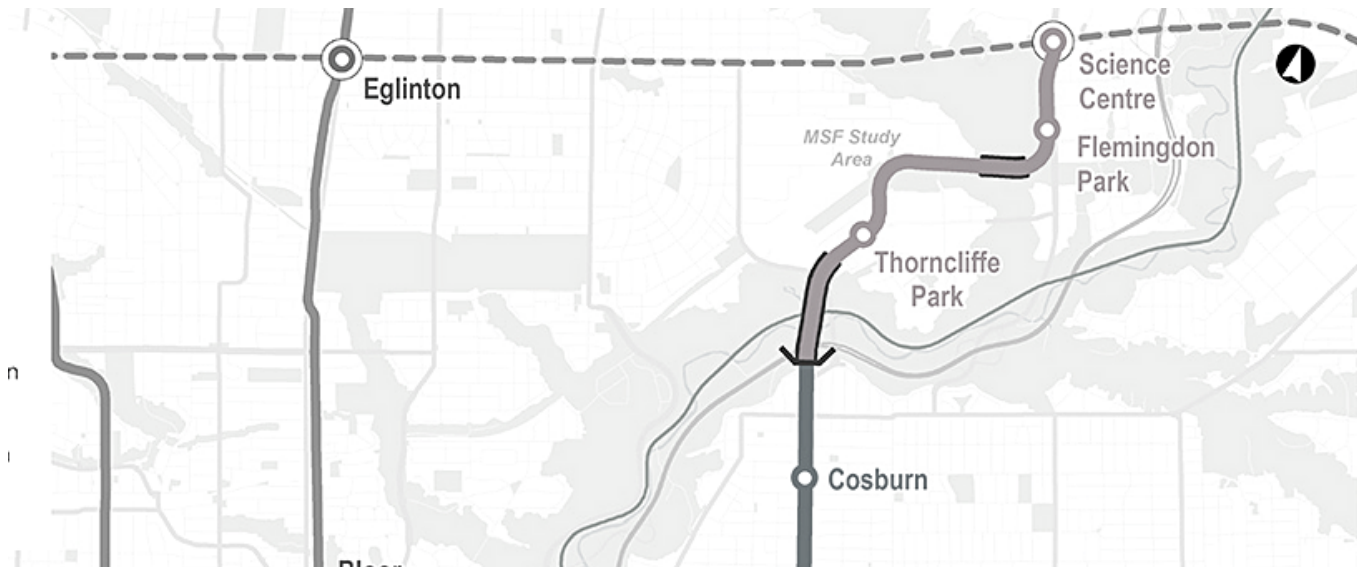 Science
Centre
Eglinton
MSF Study
Area
Flemingdon
Park
Thorncliffe
Park
n
Cosburn